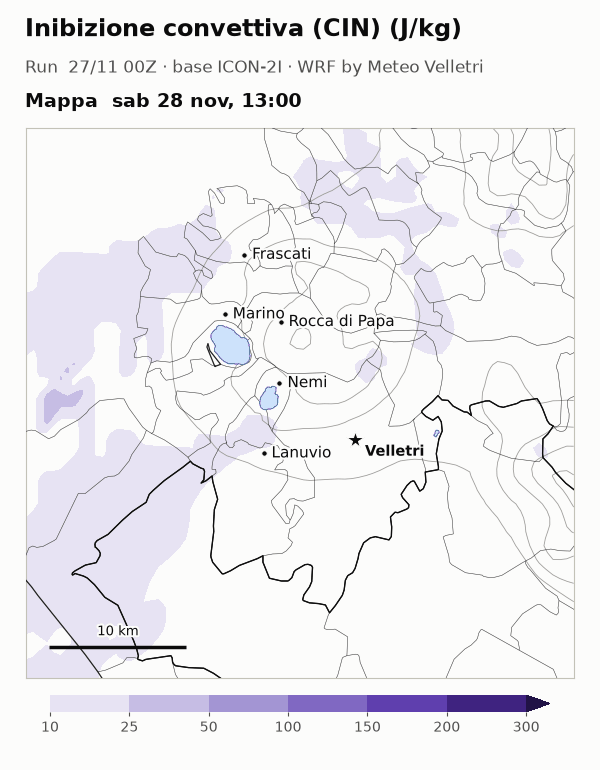 Inibizione convettiva (CIN) (J/kg)
Run  27/11 00Z · base ICON-2I · WRF by Meteo Velletri
Mappa  sab 28 nov, 13:00
Frascati
Marino
Rocca di Papa
Nemi
Velletri
Lanuvio
10 km
10 25 50 100 150 200 300